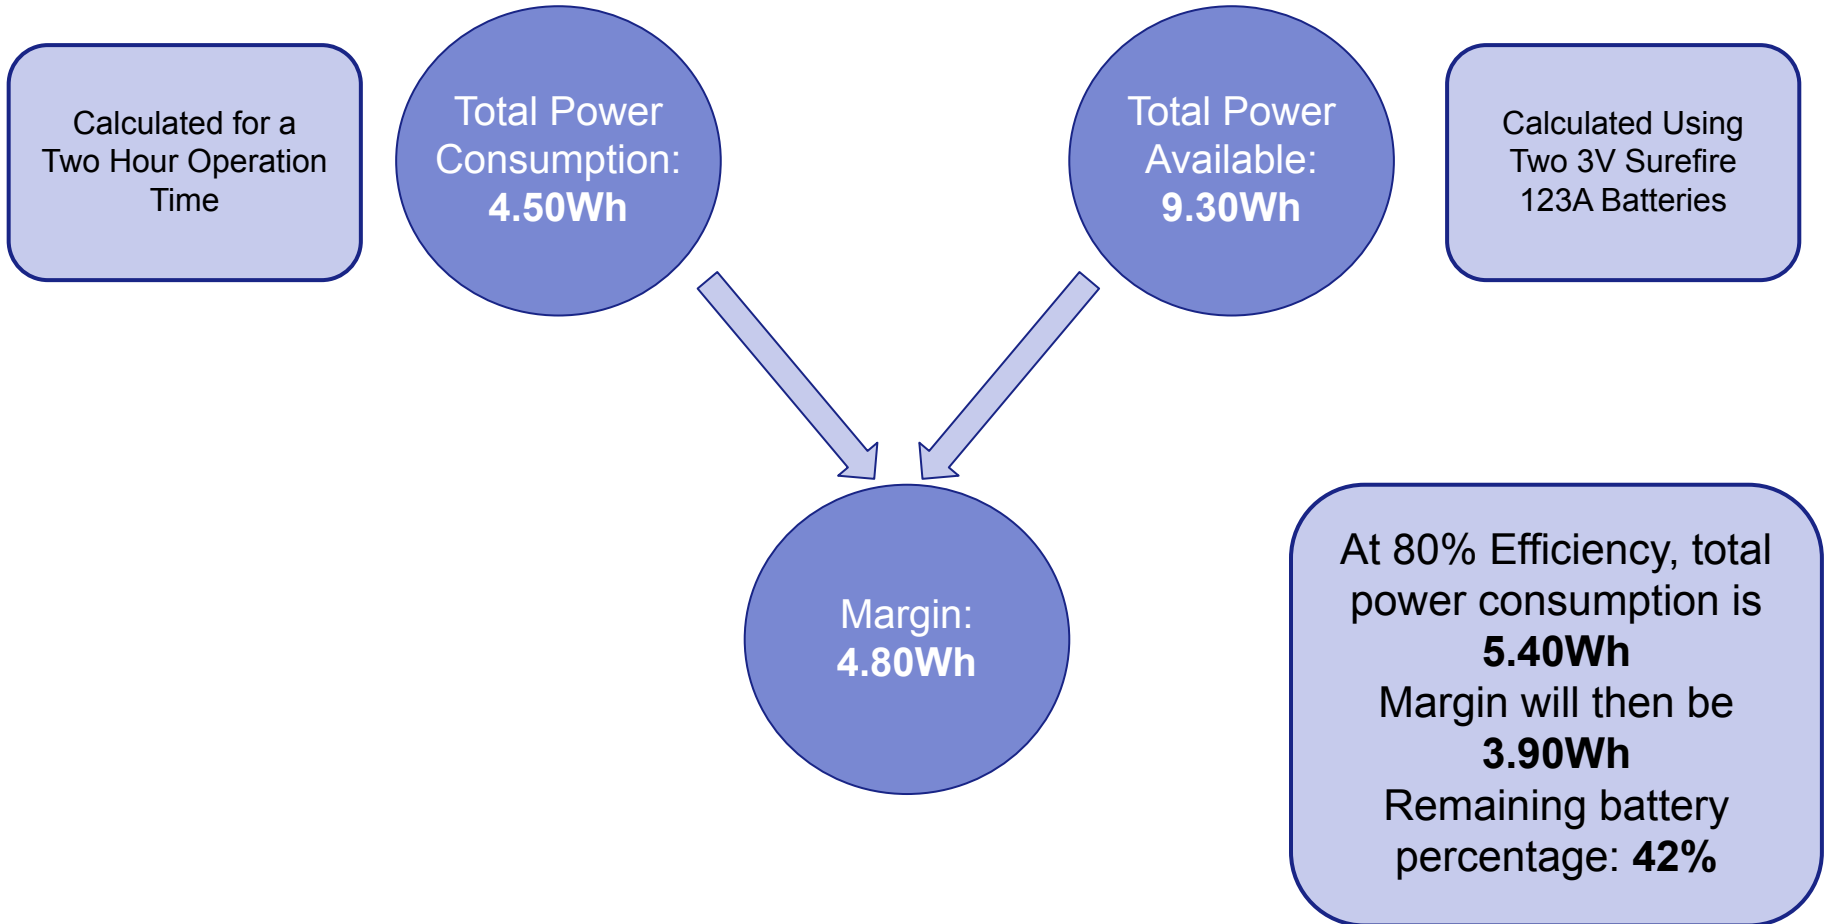 Calculated for a
Two Hour Operation
Time
Total Power
Consumption:
4.50Wh
Total Power
Available:
9.30Wh
Calculated Using
Two 3V Surefire
123A Batteries
Margin:
4.80Wh
At 80% Efficiency, total
power consumption is
5.40Wh
Margin will then be
3.90Wh
Remaining battery
percentage: 42%